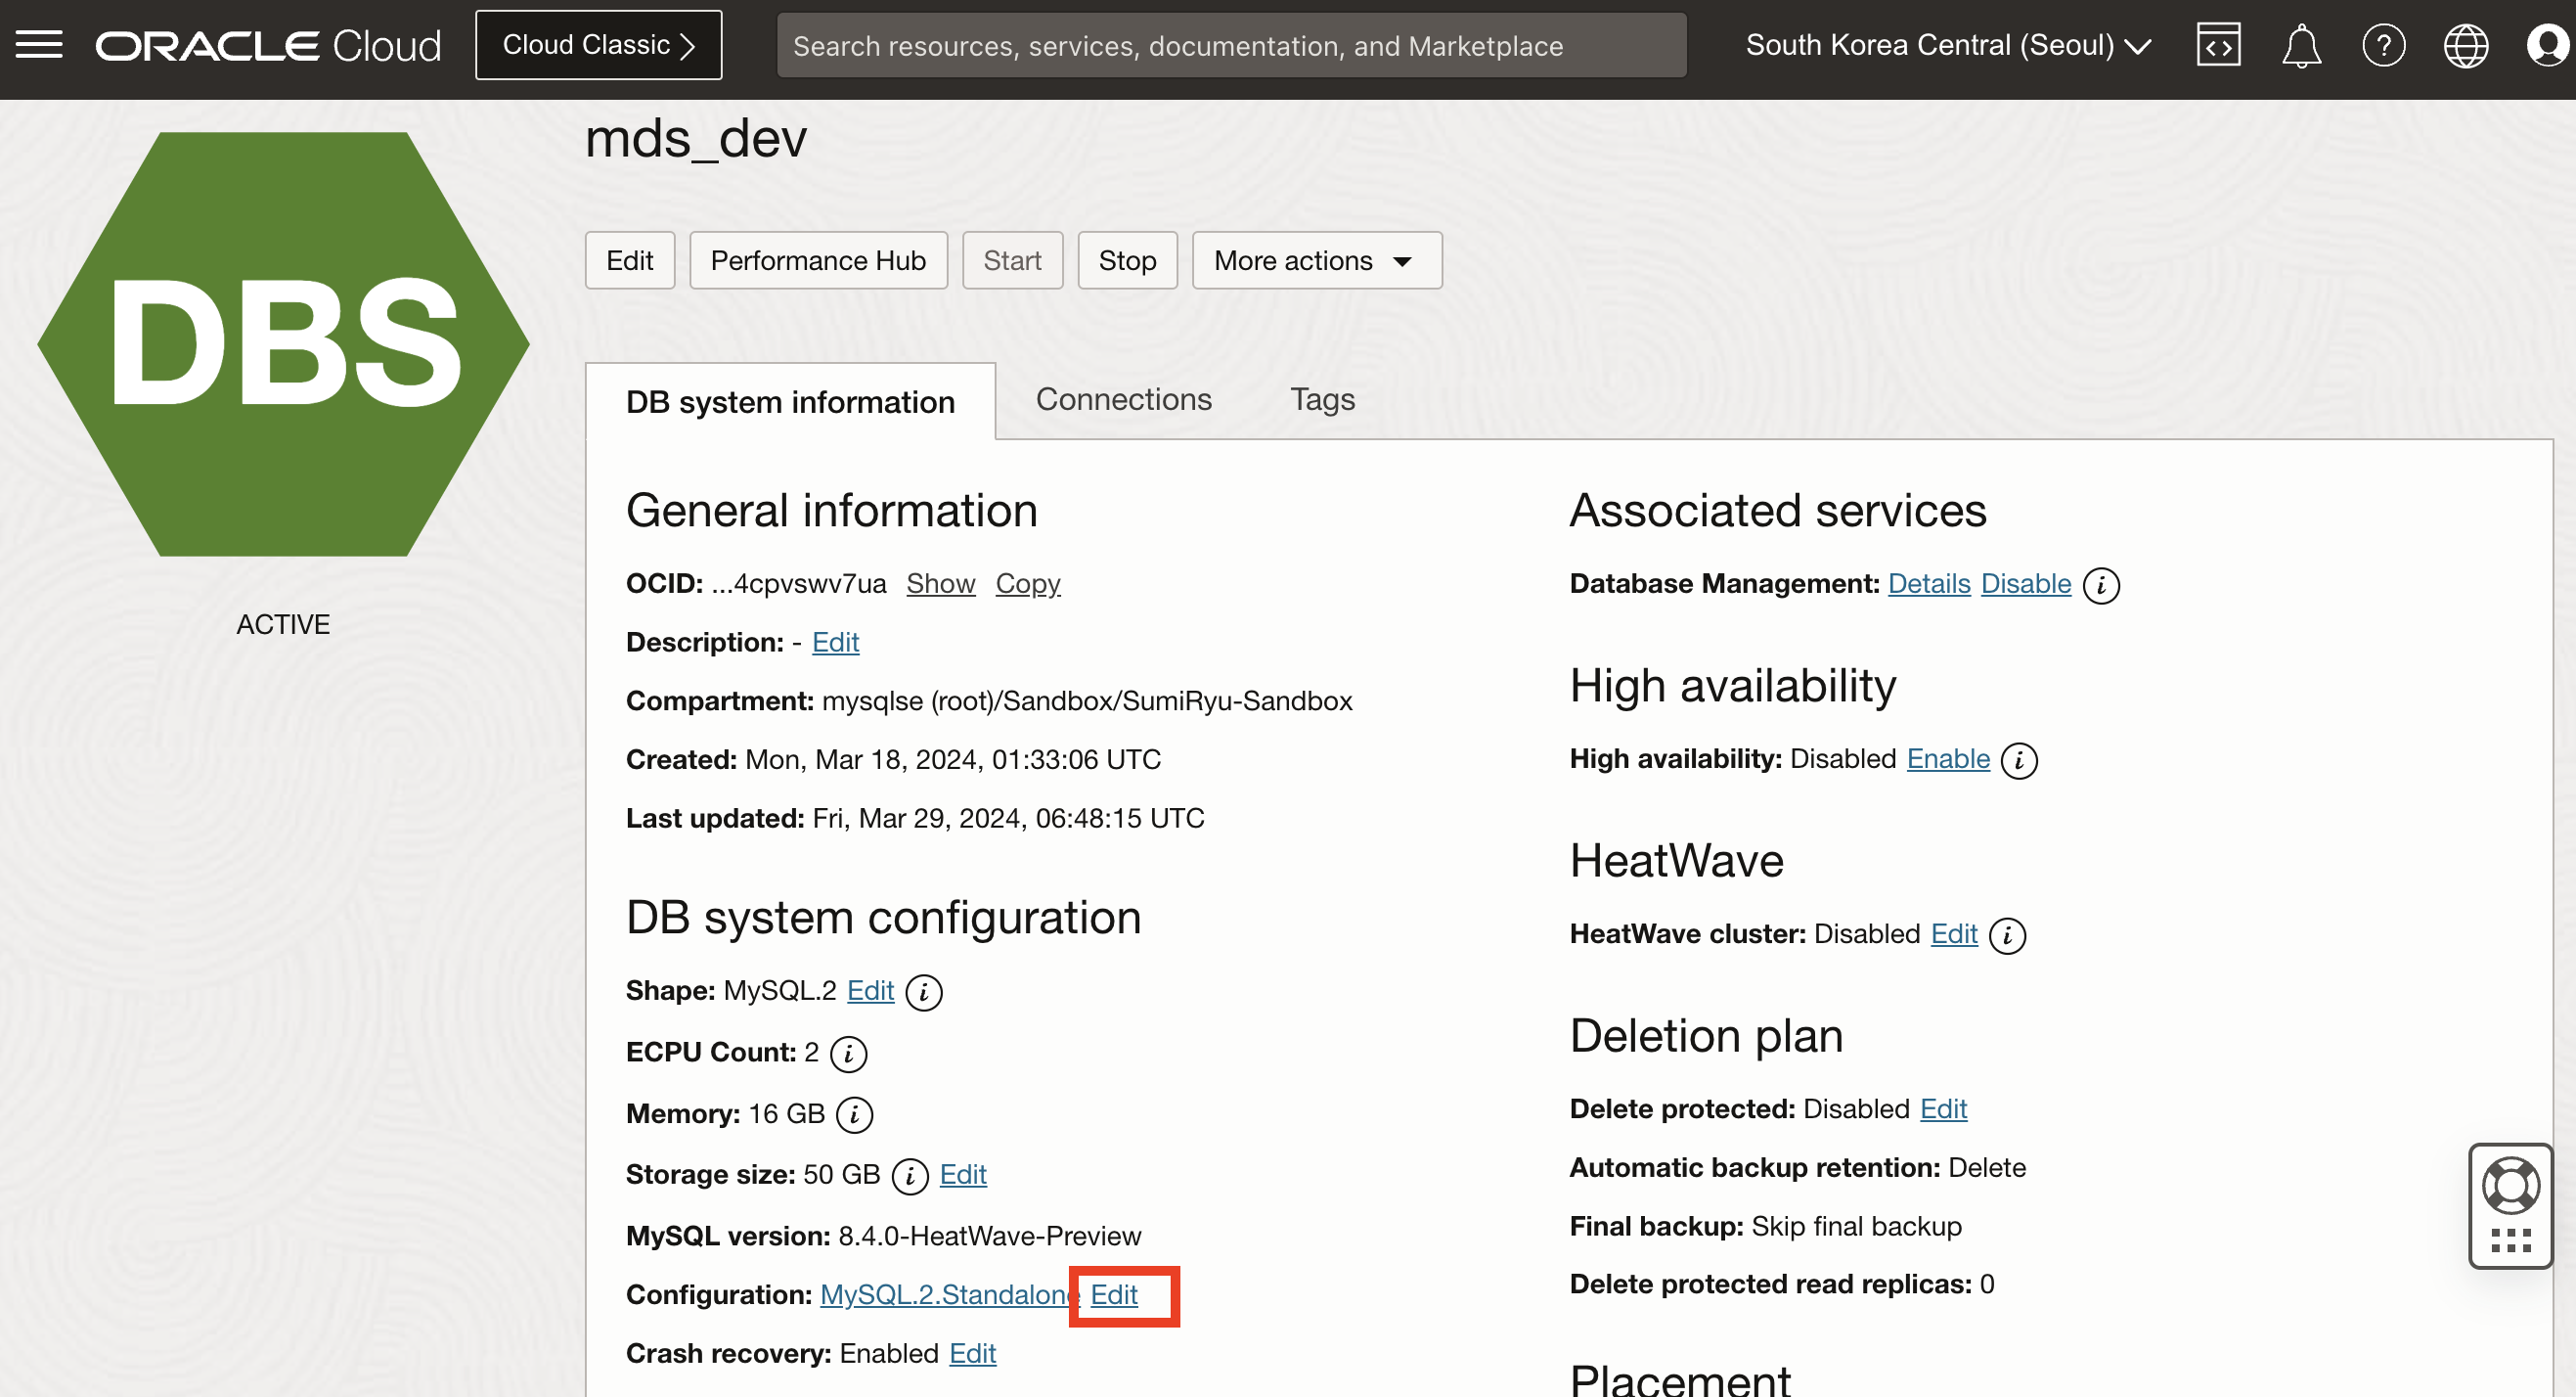 ORACLE Cloud
Cloud Classic
Search resources, services, documentation, and Marketplace
South Korea Central (Seoul)
DBS
ACTIVE
mds_dev
Edit
Performance Hub
Start
Stop
More actions
DB system information
Connections
Tags
General information
OCID: ...4cpvswv7ua Show Copy
Description: - Edit
Compartment: mysqlse (root)/Sandbox/SumiRyu-Sandbox
Created: Mon, Mar 18, 2024, 01:33:06 UTC
Last updated: Fri, Mar 29, 2024, 06:48:15 UTC
DB system configuration
Shape: MySQL.2 Edit i
ECPU Count: 2 i
Memory: 16 GB i
Storage size: 50 GB i Edit
MySQL version: 8.4.0-HeatWave-Preview
Configuration: MySQL.2.Standalone Edit
Crash recovery: Enabled Edit
Associated services
Database Management: Details Disable i
High availability
High availability: Disabled Enable i
HeatWave
HeatWave cluster: Disabled Edit i
Deletion plan
Delete protected: Disabled Edit
Automatic backup retention: Delete
Final backup: Skip final backup
Delete protected read replicas: 0
Placement